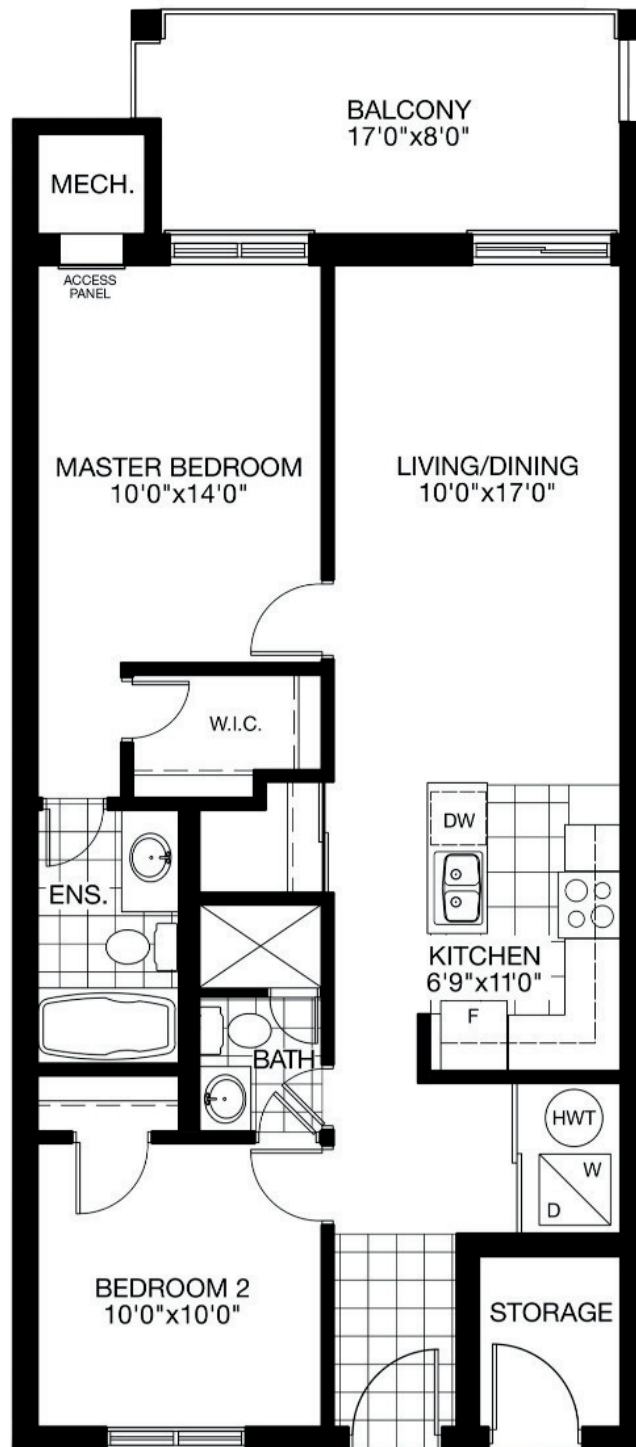 BALCONY
17'0"x8'0"
MECH.
ACCESS
PANEL
MASTER BEDROOM
10'0"x14'0"
LIVING/DINING
10'0"x17'0"
W.I.C.
DW
ENS.
KITCHEN
6'9"x11'0"
F
BATH
HWT
W
D
BEDROOM 2
10'0"x10'0"
STORAGE